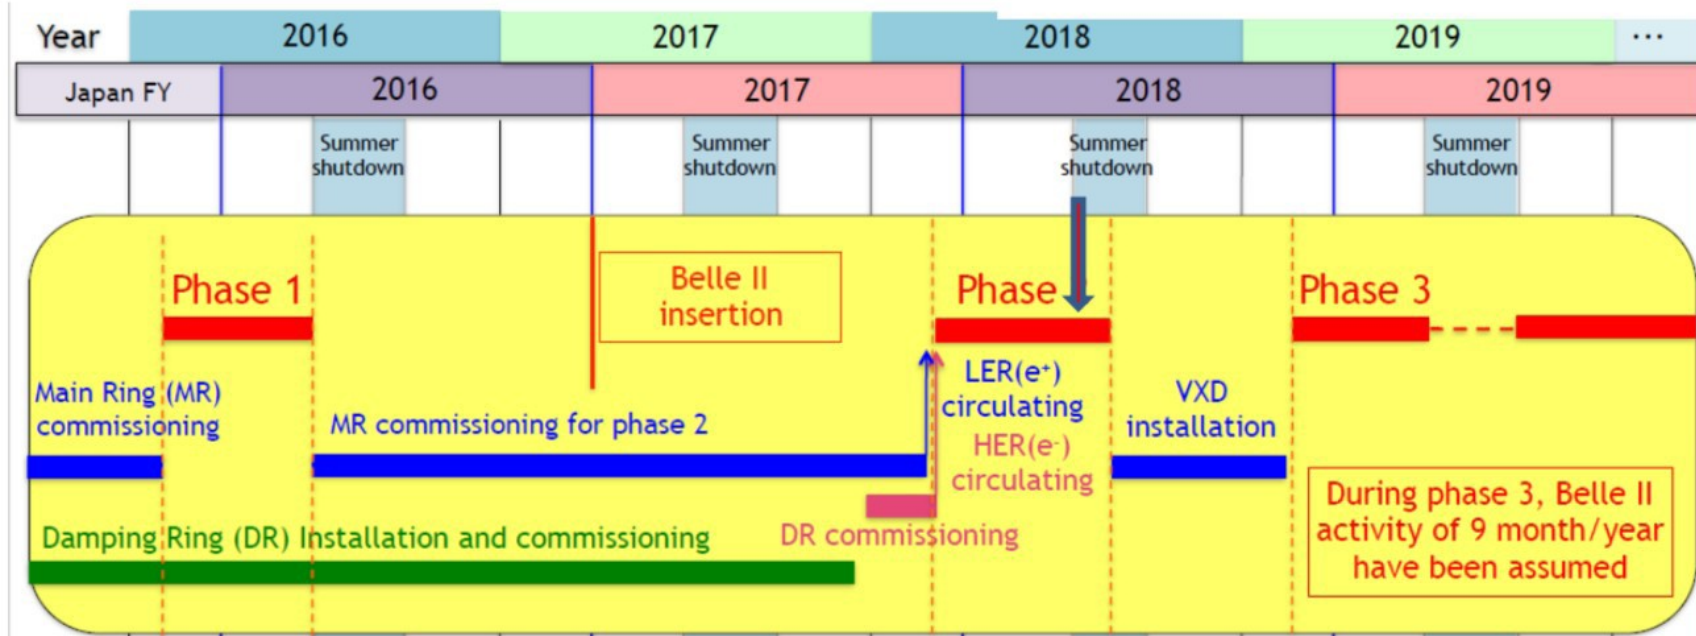 Year 2016 2017 2018 2019 ...
Japan FY 2016 2017 2018 2019
Summer
shutdown
Summer
shutdown
Summer
shutdown
Summer
shutdown
Phase 1
Belle II
insertion
Phase
Phase 3
Main Ring (MR)
commissioning
MR commissioning for phase 2
LER(e⁺)
circulating
HER(e⁻)
circulating
VXD
installation
DR commissioning
Damping Ring (DR) Installation and commissioning
During phase 3, Belle II
activity of 9 month/year
have been assumed